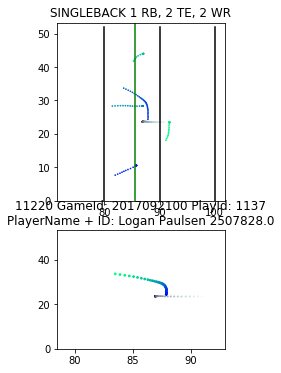 SINGLEBACK 1 RB, 2 TE, 2 WR
50
40
30
20
10
0
80 90 100
11220 GameId: 2017092100 PlayId: 1137
PlayerName + ID: Logan Paulsen 2507828.0
40
20
0
80 85 90